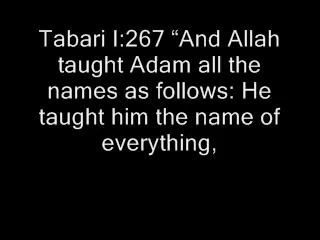 Tabari I:267 “And Allah
taught Adam all the
names as follows: He
taught him the name of
everything,